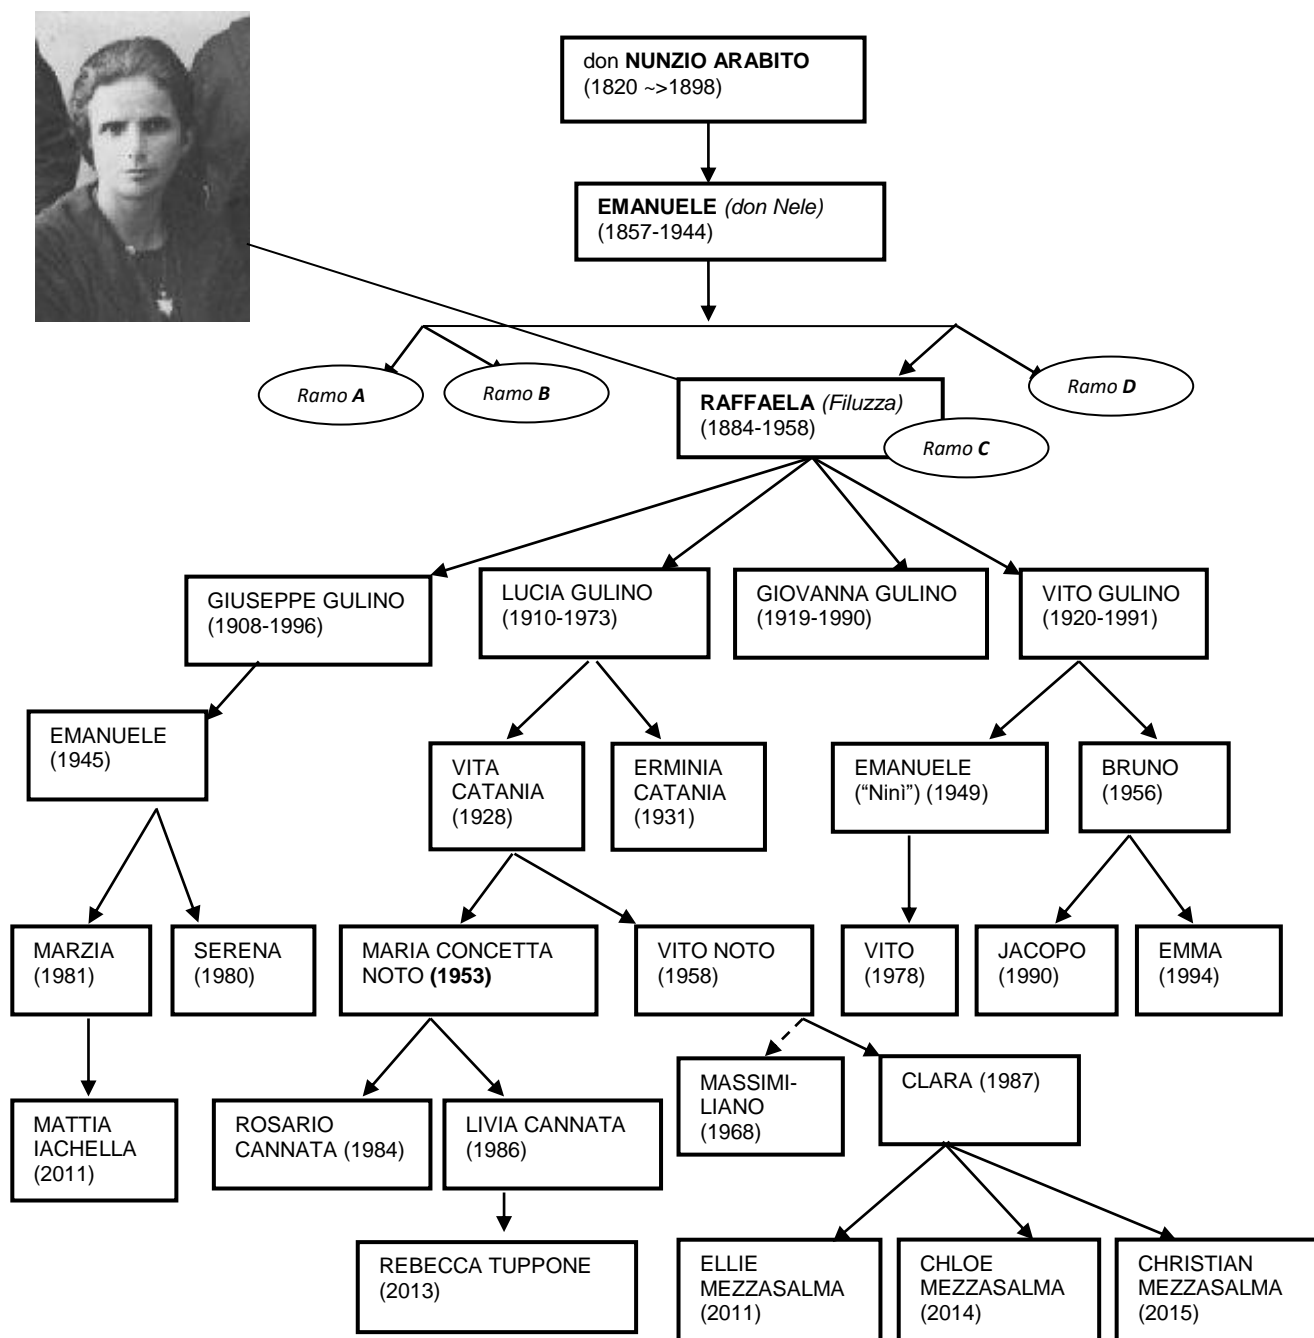 don NUNZIO ARABITO
(1820 ~>1898)
EMANUELE (don Nele)
(1857-1944)
Ramo A
Ramo B
RAFFAELA (Filuzza)
(1884-1958)
Ramo C
Ramo D
GIUSEPPE GULINO
(1908-1996)
LUCIA GULINO
(1910-1973)
GIOVANNA GULINO
(1919-1990)
VITO GULINO
(1920-1991)
EMANUELE
(1945)
VITA
CATANIA
(1928)
ERMINIA
CATANIA
(1931)
EMANUELE
(“Ninì”) (1949)
BRUNO
(1956)
MARZIA
(1981)
SERENA
(1980)
MARIA CONCETTA
NOTO (1953)
VITO NOTO
(1958)
VITO
(1978)
JACOPO
(1990)
EMMA
(1994)
MATTIA
IACHELLA
(2011)
ROSARIO
CANNATA (1984)
LIVIA CANNATA
(1986)
MASSIMI-
LIANO
(1968)
CLARA (1987)
REBECCA TUPPONE
(2013)
ELLIE
MEZZASALMA
(2011)
CHLOE
MEZZASALMA
(2014)
CHRISTIAN
MEZZASALMA
(2015)